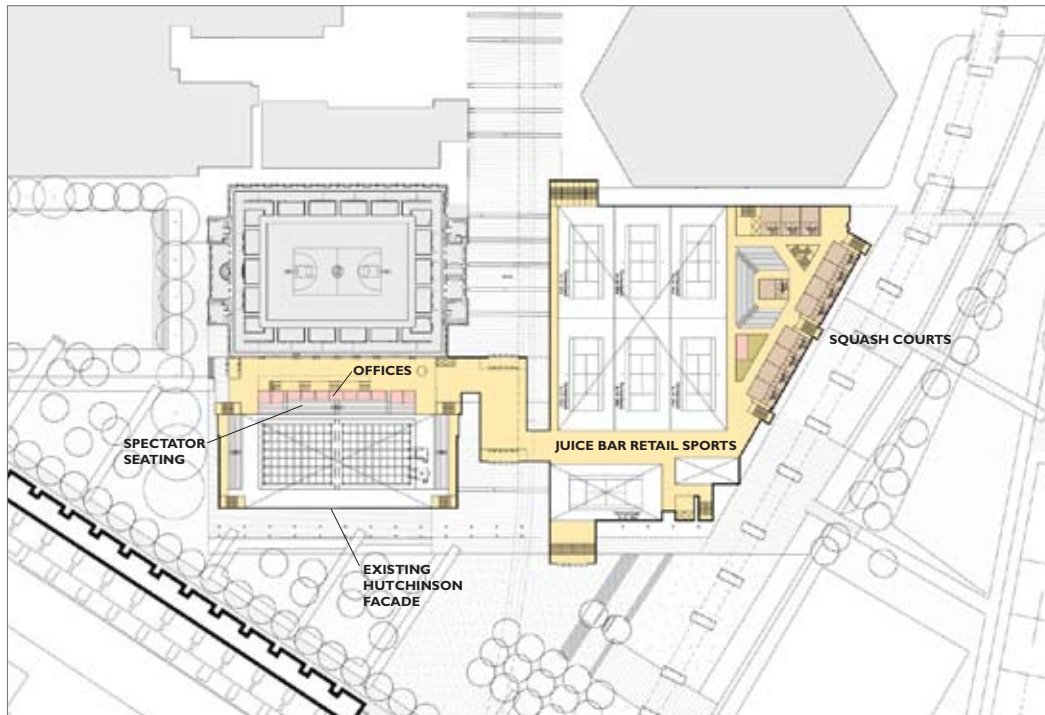 OFFICES
SQUASH COURTS
SPECTATOR
SEATING
JUICE BAR RETAIL SPORTS
EXISTING
HUTCHINSON
FACADE